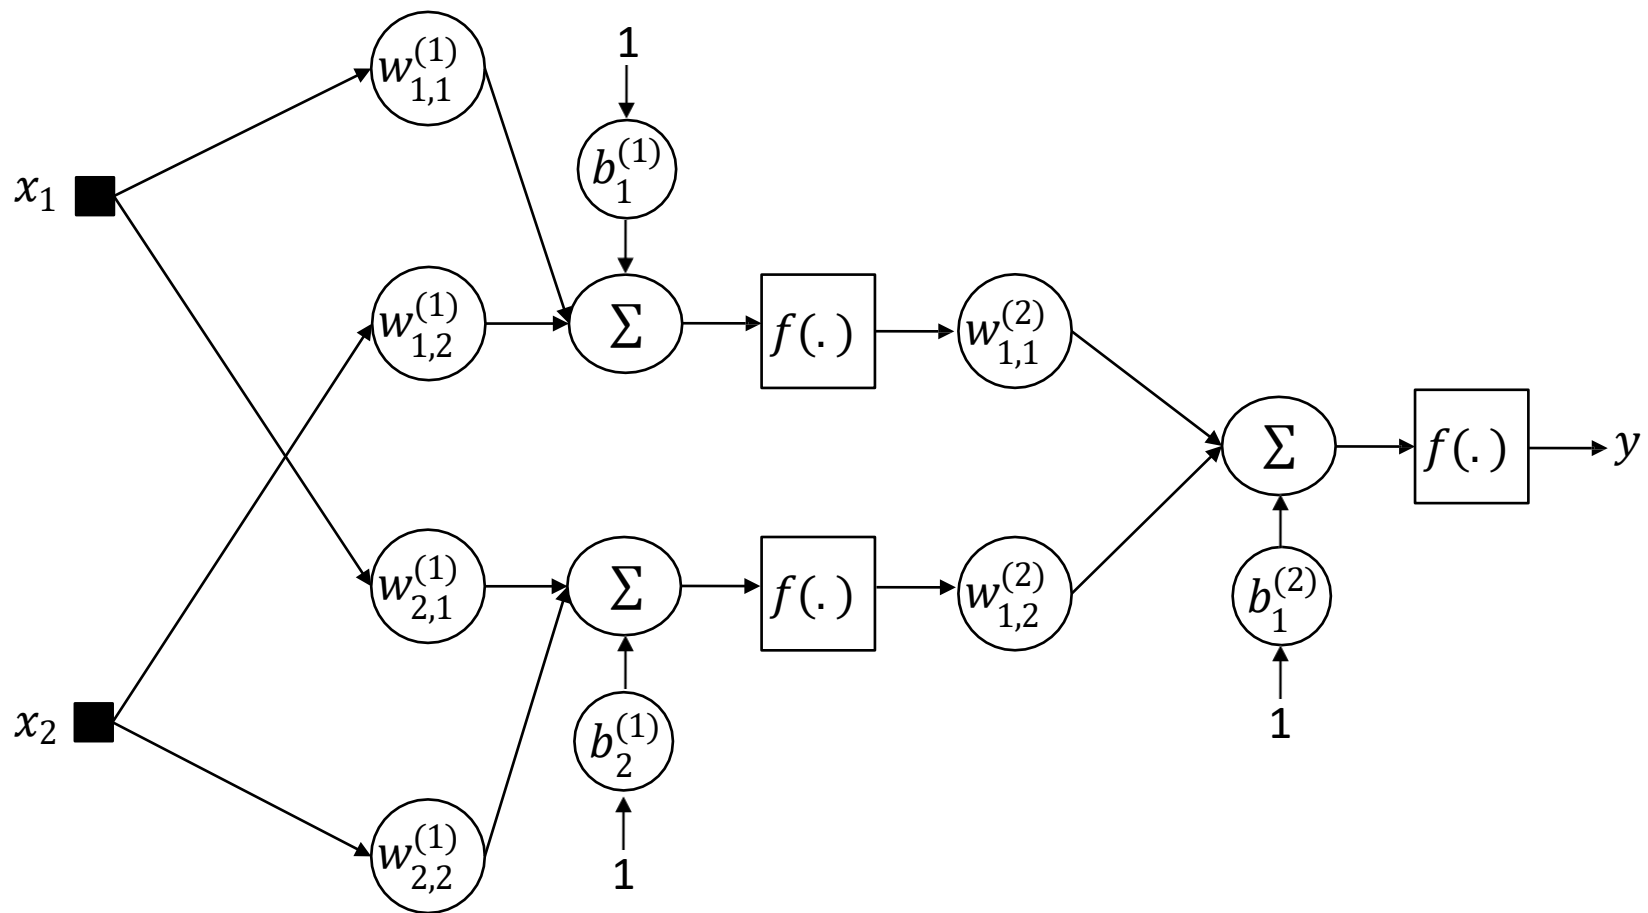 w_{1,1}^{(1)}
1
b_1^{(1)}
x_1
w_{1,2}^{(1)}
Σ
f(.)
w_{1,1}^{(2)}
Σ
f(.)
y
w_{2,1}^{(1)}
Σ
f(.)
w_{1,2}^{(2)}
b_1^{(2)}
x_2
b_2^{(1)}
1
w_{2,2}^{(1)}
1